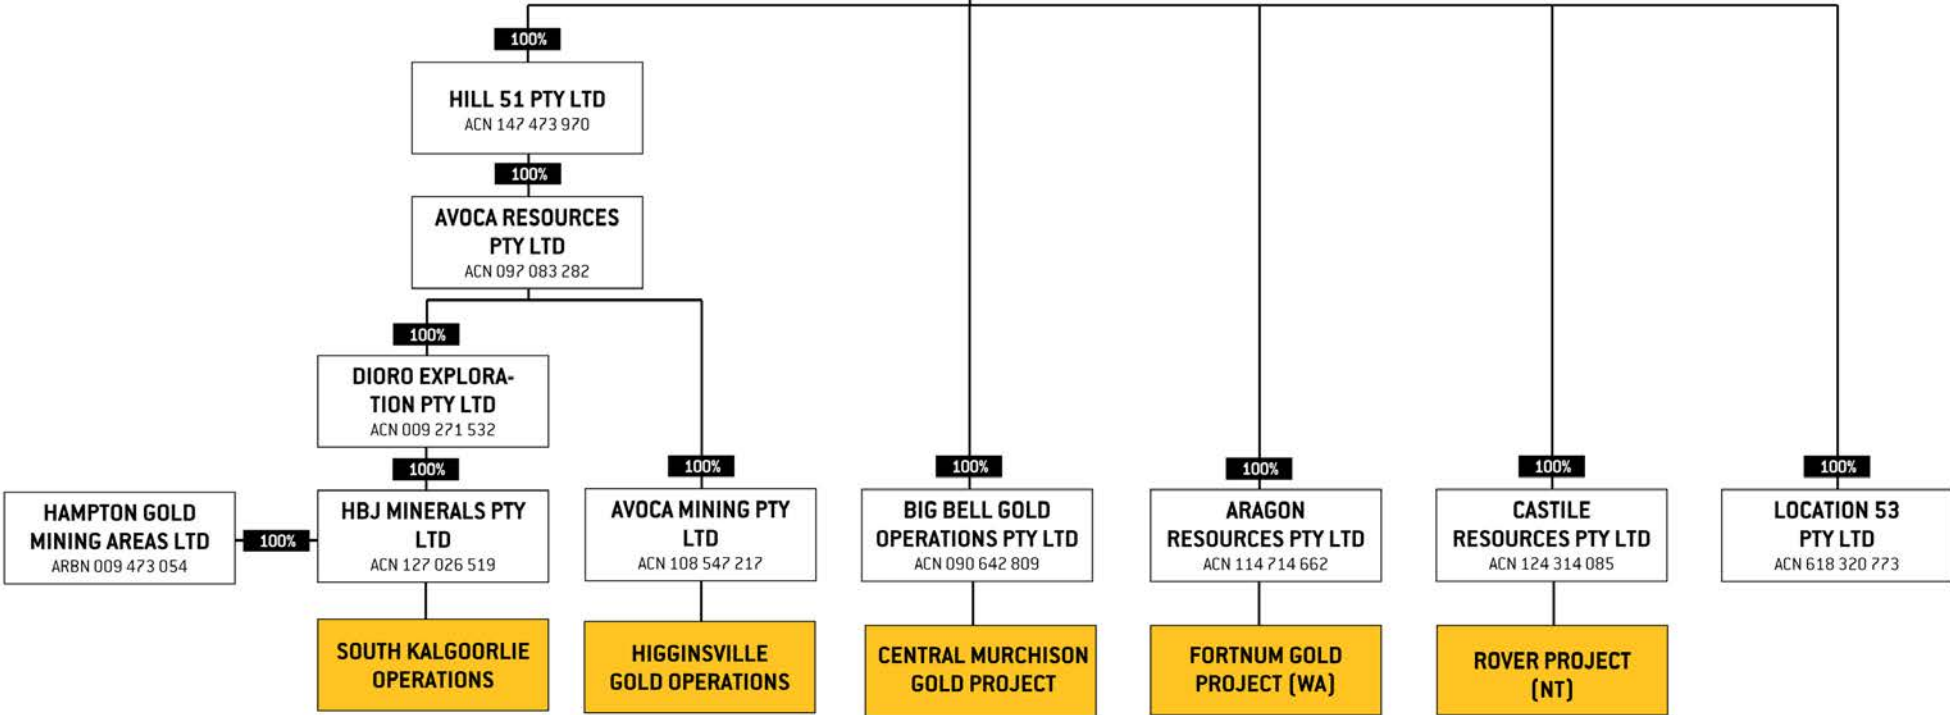 100%
HILL 51 PTY LTD
ACN 147 473 970
100%
AVOCA RESOURCES
PTY LTD
ACN 097 083 282
100%
DIORO EXPLORA-
TION PTY LTD
ACN 009 271 532
100%
100%
100%
100%
100%
100%
HAMPTON GOLD
MINING AREAS LTD
ARBN 009 473 054
100%
HBJ MINERALS PTY
LTD
ACN 127 026 519
AVOCA MINING PTY
LTD
ACN 108 547 217
BIG BELL GOLD
OPERATIONS PTY LTD
ACN 090 642 809
ARAGON
RESOURCES PTY LTD
ACN 114 714 662
CASTILE
RESOURCES PTY LTD
ACN 124 314 085
LOCATION 53
PTY LTD
ACN 618 320 773
SOUTH KALGOORLIE
OPERATIONS
HIGGINSVILLE
GOLD OPERATIONS
CENTRAL MURCHISON
GOLD PROJECT
FORTNUM GOLD
PROJECT (WA)
ROVER PROJECT
(NT)